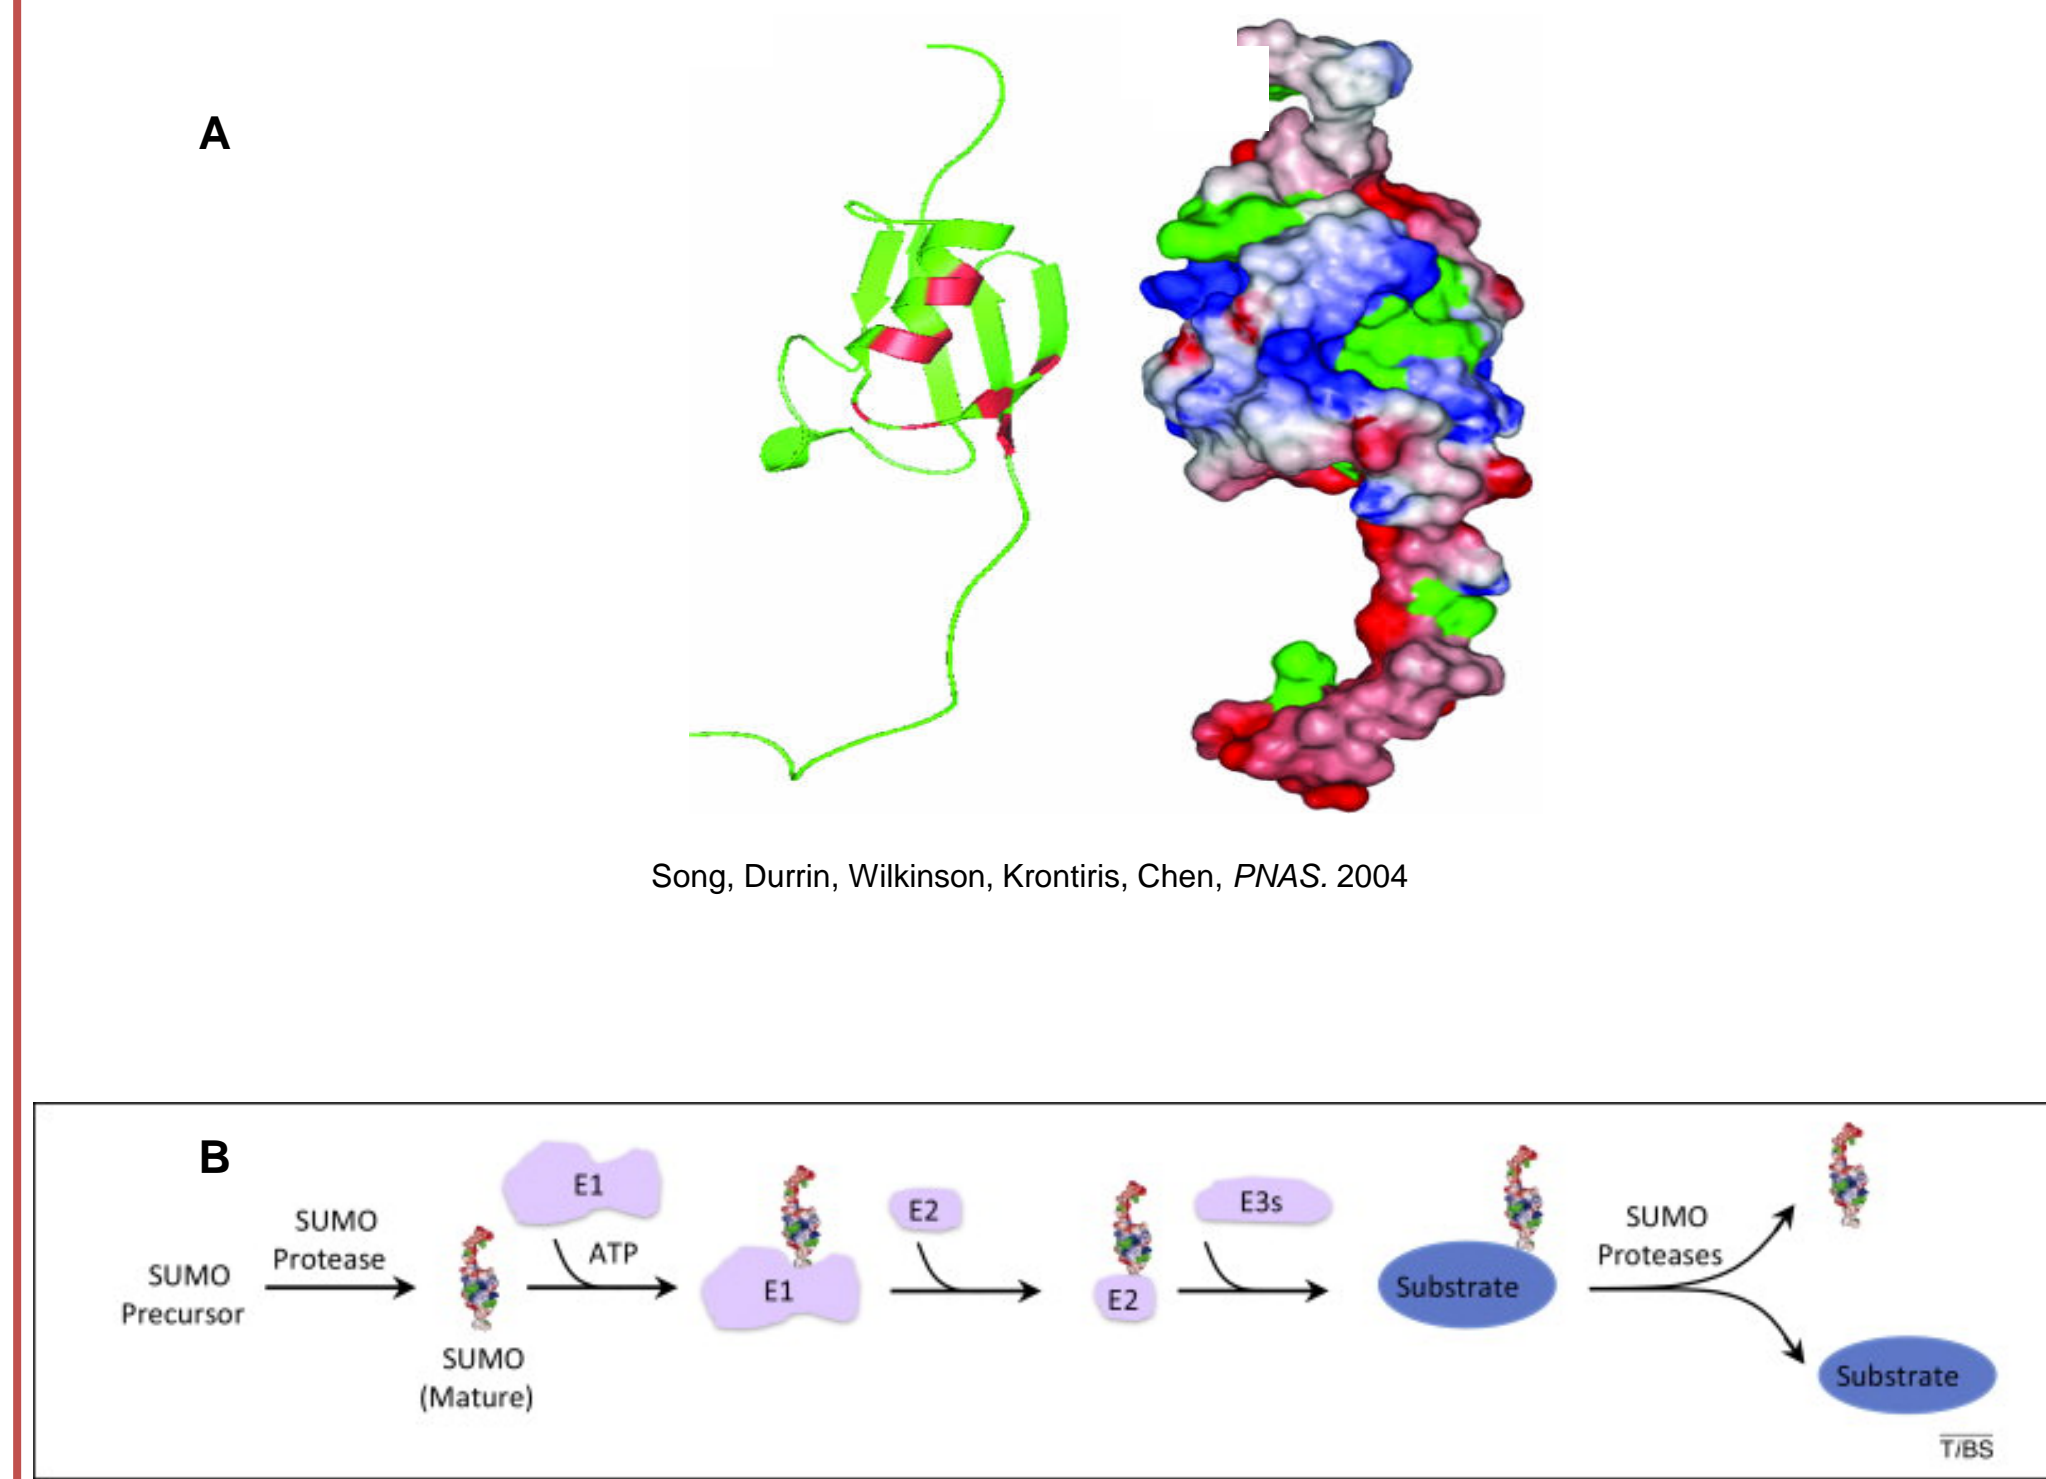 A
Song, Durrin, Wilkinson, Krontiris, Chen, PNAS. 2004
B
SUMO
Precursor
SUMO
Protease
SUMO
(Mature)
E1
ATP
E1
E2
E2
E3s
Substrate
SUMO
Proteases
Substrate
TiBS